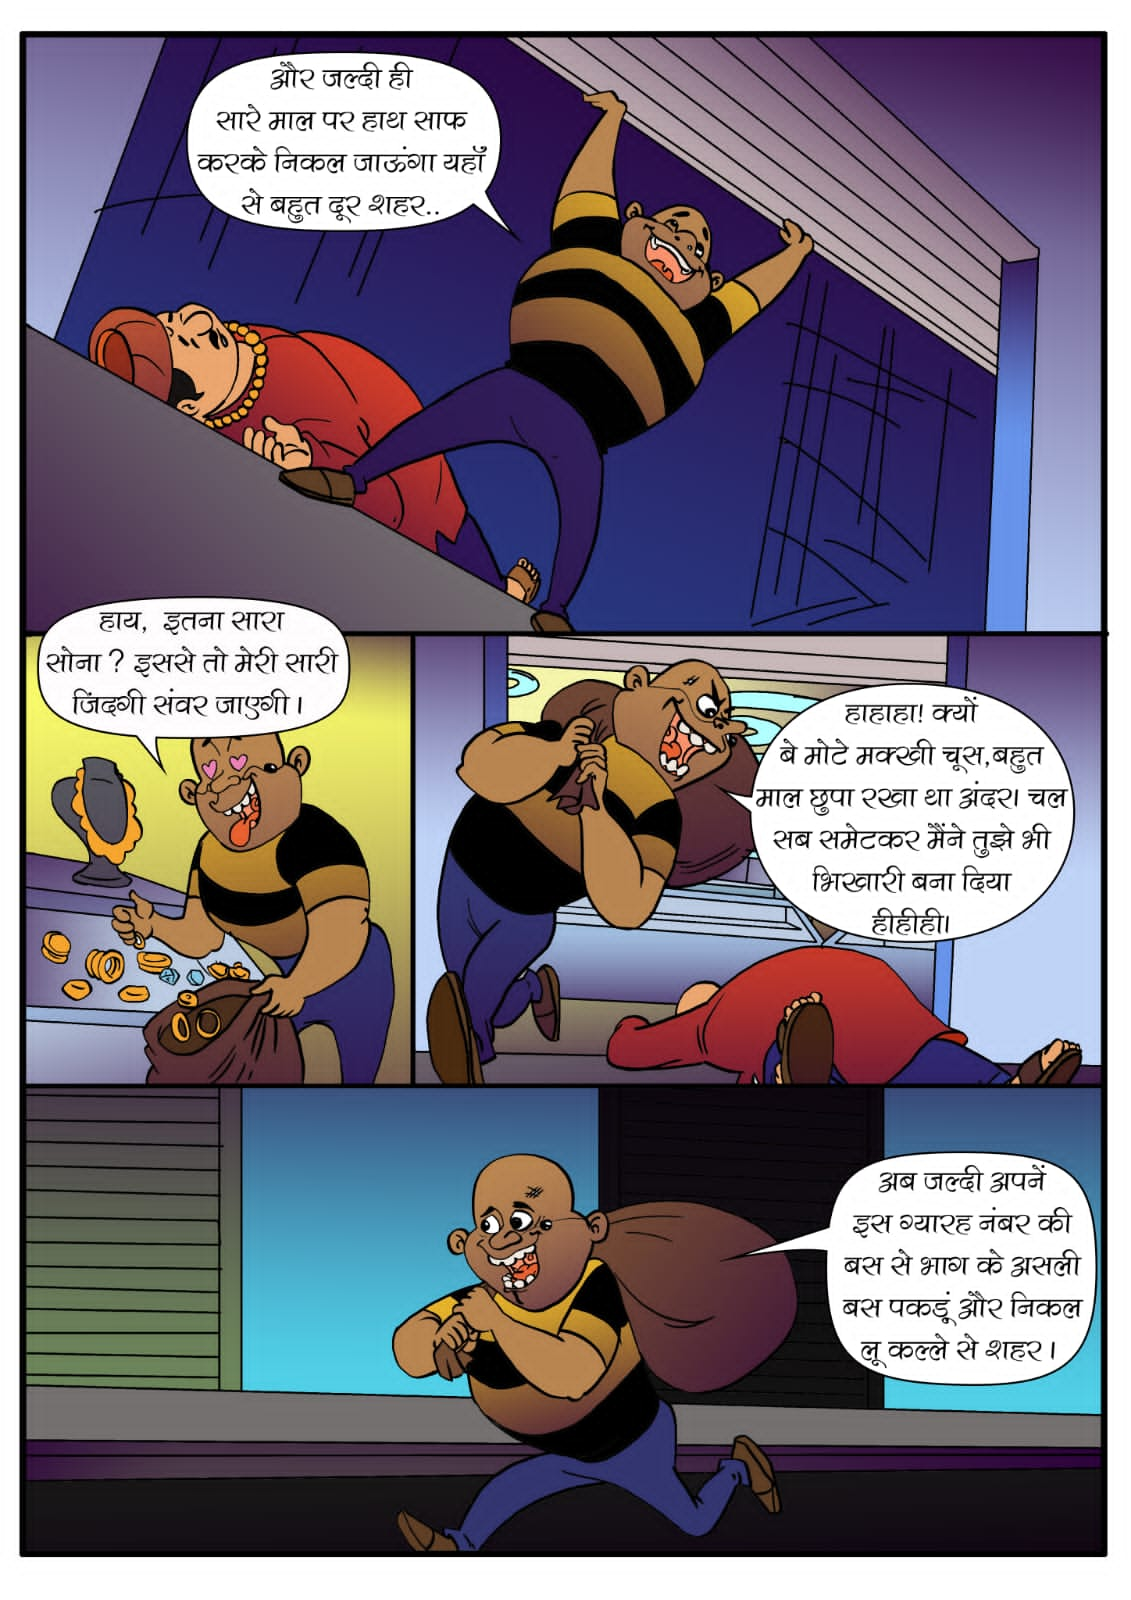 और जल्दी ही
सारे माल पर हाथ साफ
करके निकल जाऊंगा यहाँ
से बहुत दूर शहर..
हाय, इतना सारा
सोना ? इससे तो मेरी सारी
जिंदगी संवर जाएगी ।
हाहाहा! क्यों
बे मोटे मक्खी चूस,बहुत
माल छुपा रखा था अंदर। चल
सब समेटकर मैंने तुझे भी
भिखारी बना दिया
हीहीही।
अब जल्दी अपनें
इस ग्यारह नंबर की
बस से भाग के असली
बस पकडूं और निकल
लू कल्ले से शहर ।